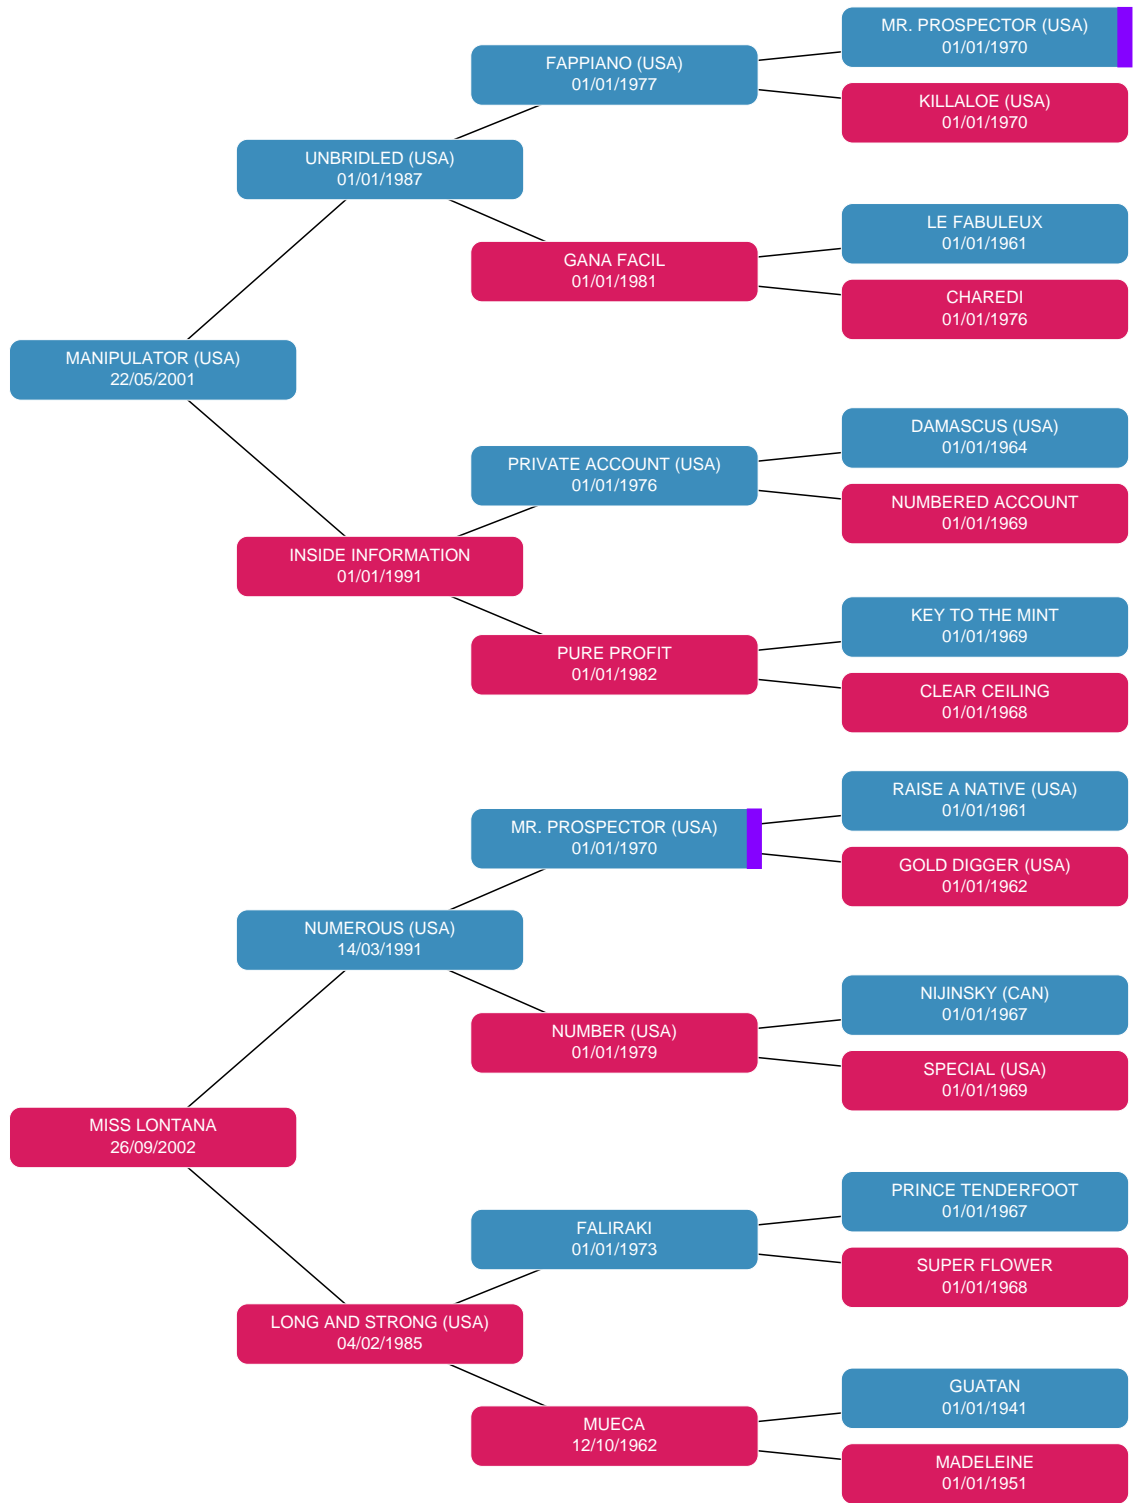 MR. PROSPECTOR (USA)
01/01/1970
FAPPIANO (USA)
01/01/1977
KILLALOE (USA)
01/01/1970
UNBRIDLED (USA)
01/01/1987
LE FABULEUX
01/01/1961
GANA FACIL
01/01/1981
CHAREDI
01/01/1976
MANIPULATOR (USA)
22/05/2001
DAMASCUS (USA)
01/01/1964
PRIVATE ACCOUNT (USA)
01/01/1976
NUMBERED ACCOUNT
01/01/1969
INSIDE INFORMATION
01/01/1991
KEY TO THE MINT
01/01/1969
PURE PROFIT
01/01/1982
CLEAR CEILING
01/01/1968
RAISE A NATIVE (USA)
01/01/1961
MR. PROSPECTOR (USA)
01/01/1970
GOLD DIGGER (USA)
01/01/1962
NUMEROUS (USA)
14/03/1991
NIJINSKY (CAN)
01/01/1967
NUMBER (USA)
01/01/1979
SPECIAL (USA)
01/01/1969
MISS LONTANA
26/09/2002
PRINCE TENDERFOOT
01/01/1967
FALIRAKI
01/01/1973
SUPER FLOWER
01/01/1968
LONG AND STRONG (USA)
04/02/1985
GUATAN
01/01/1941
MUECA
12/10/1962
MADELEINE
01/01/1951